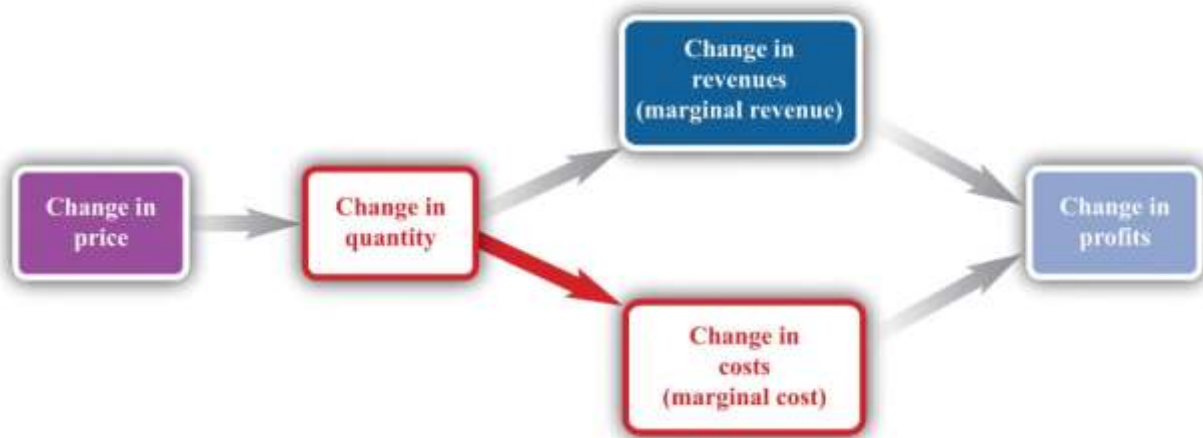 Change in
revenues
(marginal revenue)
Change in
price
Change in
quantity
Change in
profits
Change in
costs
(marginal cost)